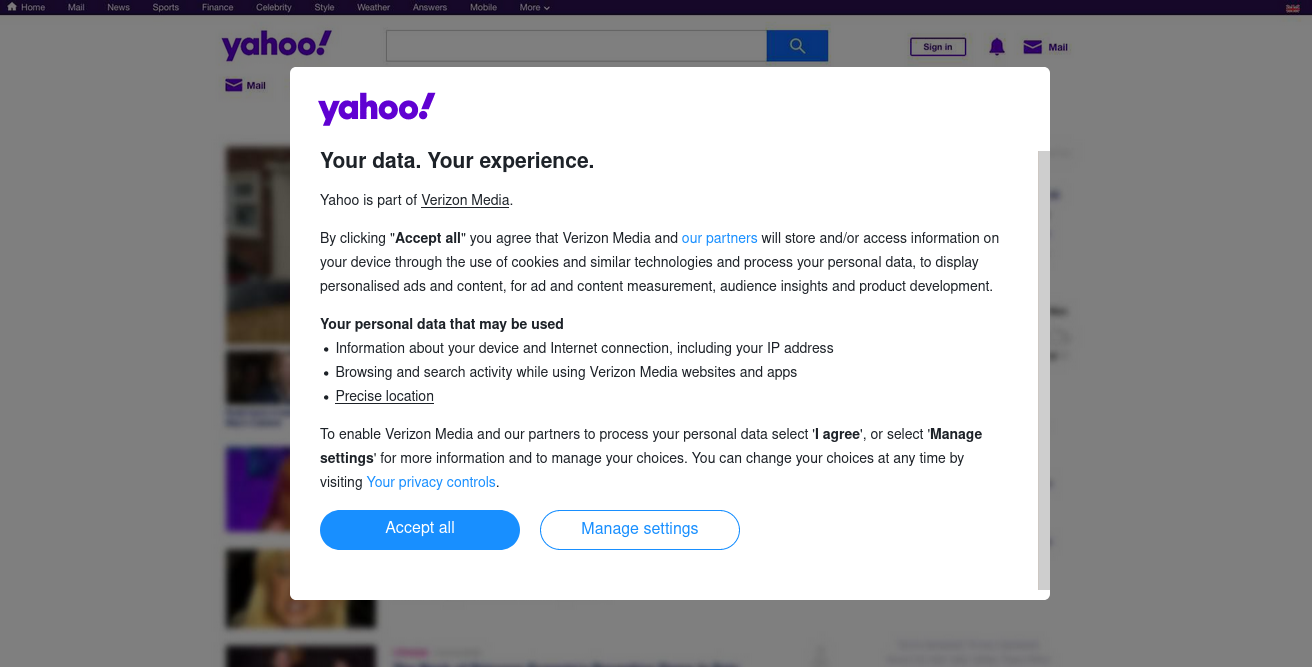 Home Mail News Sports Finance Celebrity Style Weather Answers Mobile More
yahoo!
Sign in
Mail
Mail
yahoo!
Your data. Your experience.
Yahoo is part of Verizon Media.
By clicking "Accept all" you agree that Verizon Media and our partners will store and/or access information on
your device through the use of cookies and similar technologies and process your personal data, to display
personalised ads and content, for ad and content measurement, audience insights and product development.
Your personal data that may be used
• Information about your device and Internet connection, including your IP address
• Browsing and search activity while using Verizon Media websites and apps
• Precise location
To enable Verizon Media and our partners to process your personal data select 'I agree', or select 'Manage
settings' for more information and to manage your choices. You can change your choices at any time by
visiting Your privacy controls.
Accept all
Manage settings